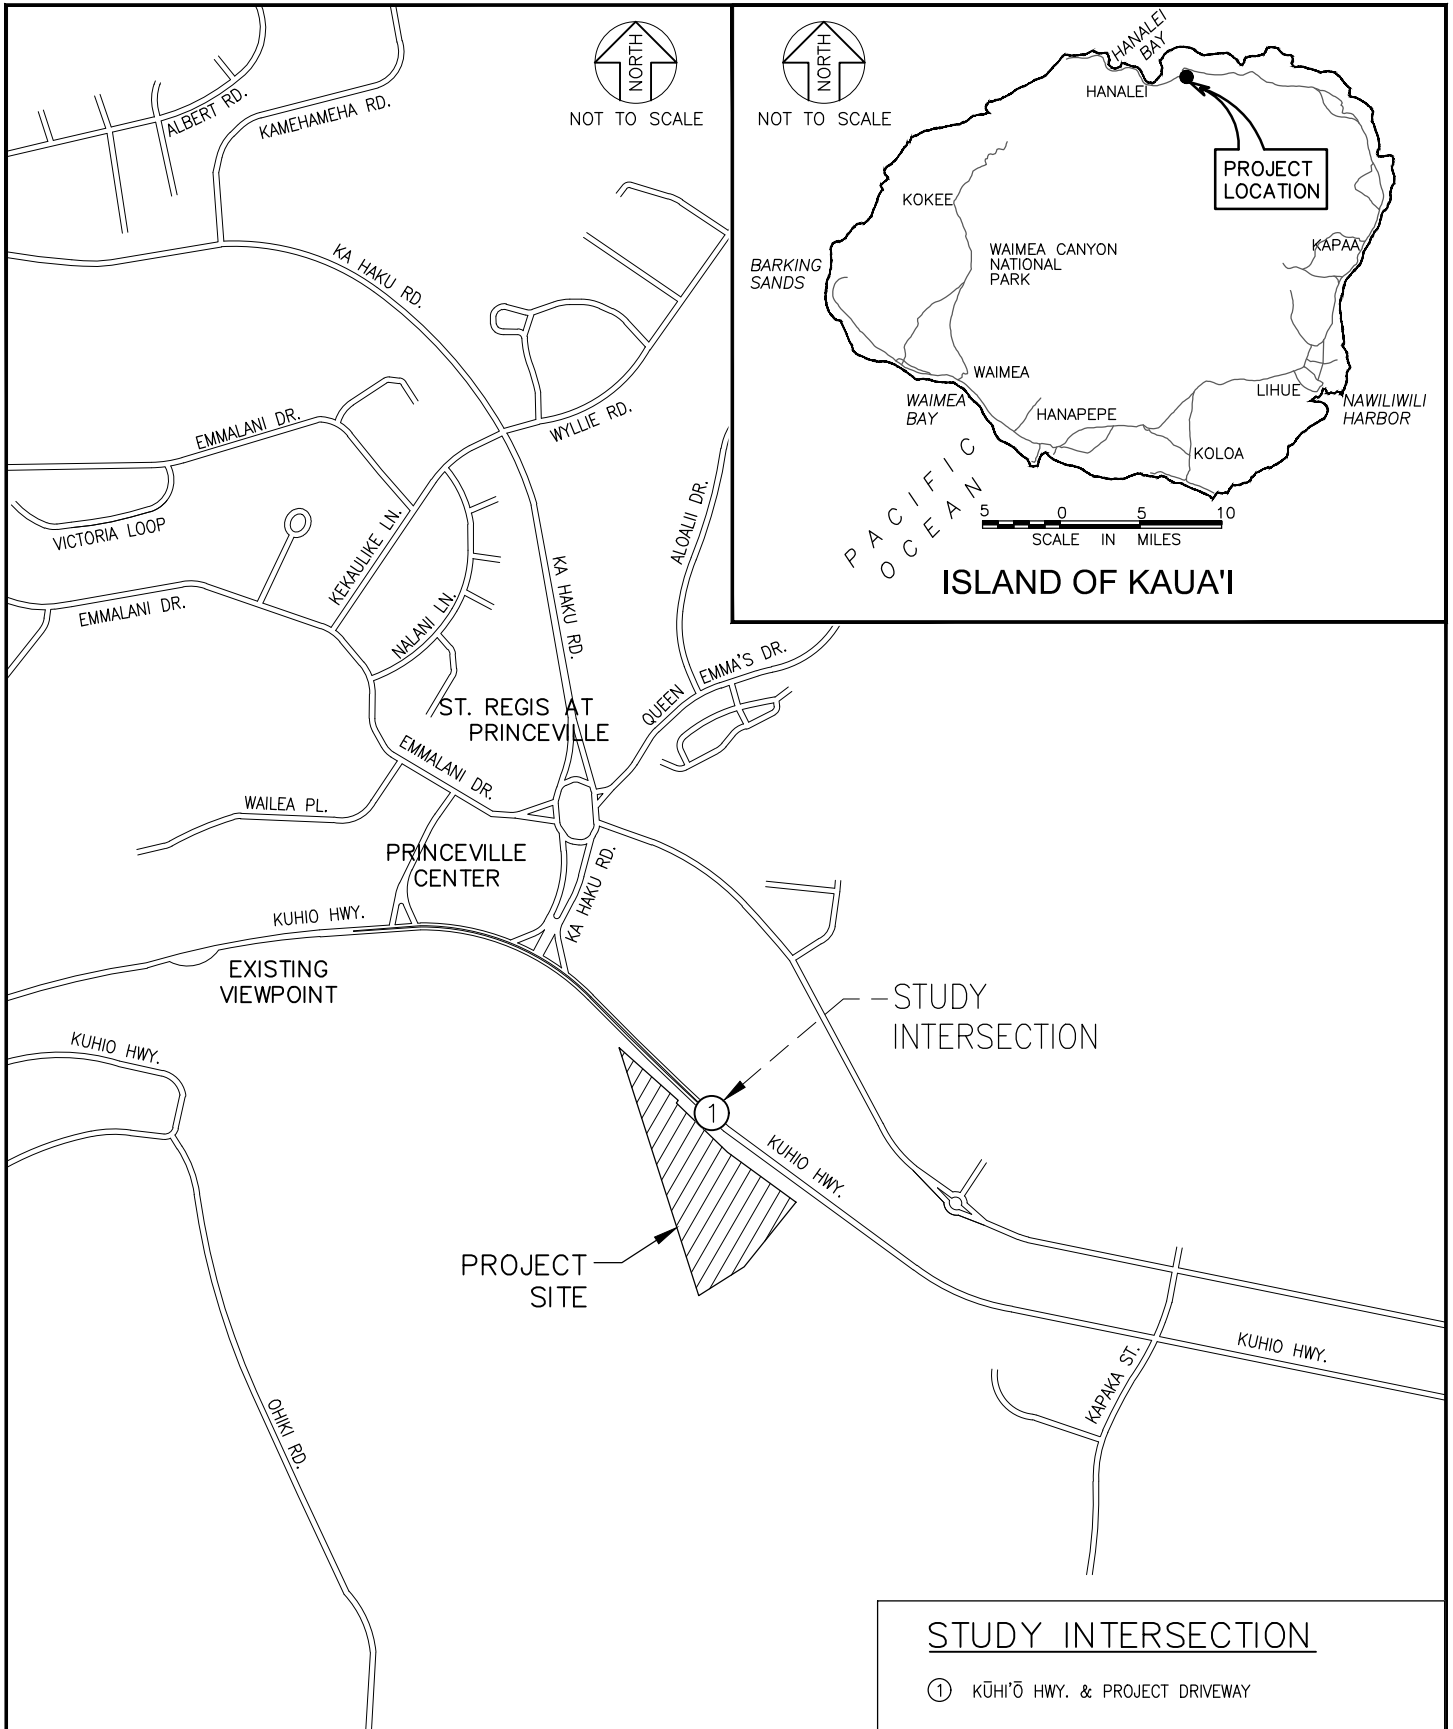 NORTH
NOT TO SCALE
ALBERT RD.
KAMEHAMEHA RD.
KA HAKU RD.
EMMALANI DR.
WYLLIE RD.
VICTORIA LOOP
KEKAULIKE LN.
EMMALANI DR.
NALANI LN.
KA HAKU RD.
ALOALII DR.
QUEEN EMMA'S DR.
ST. REGIS AT
PRINCEVILLE
EMMALANI DR.
WAILEA PL.
PRINCEVILLE
CENTER
KA HAKU RD.
KUHIO HWY.
EXISTING
VIEWPOINT
KUHIO HWY.
STUDY
INTERSECTION
1
KUHIO HWY.
PROJECT
SITE
KUHIO HWY.
KAPAKA ST.
OHIKI RD.
NORTH
NOT TO SCALE
HANALEI
BAY
HANALEI
PROJECT
LOCATION
KOKEE
WAIMEA CANYON
NATIONAL
PARK
KAPAA
BARKING
SANDS
WAIMEA
LIHUE
NAWILIWILI
HARBOR
WAIMEA
BAY
HANAPEPE
KOLOA
PACIFIC
OCEAN
5 0 5 10
SCALE IN MILES
ISLAND OF KAUA'I
STUDY INTERSECTION
1 KŪHI'Ō HWY. & PROJECT DRIVEWAY